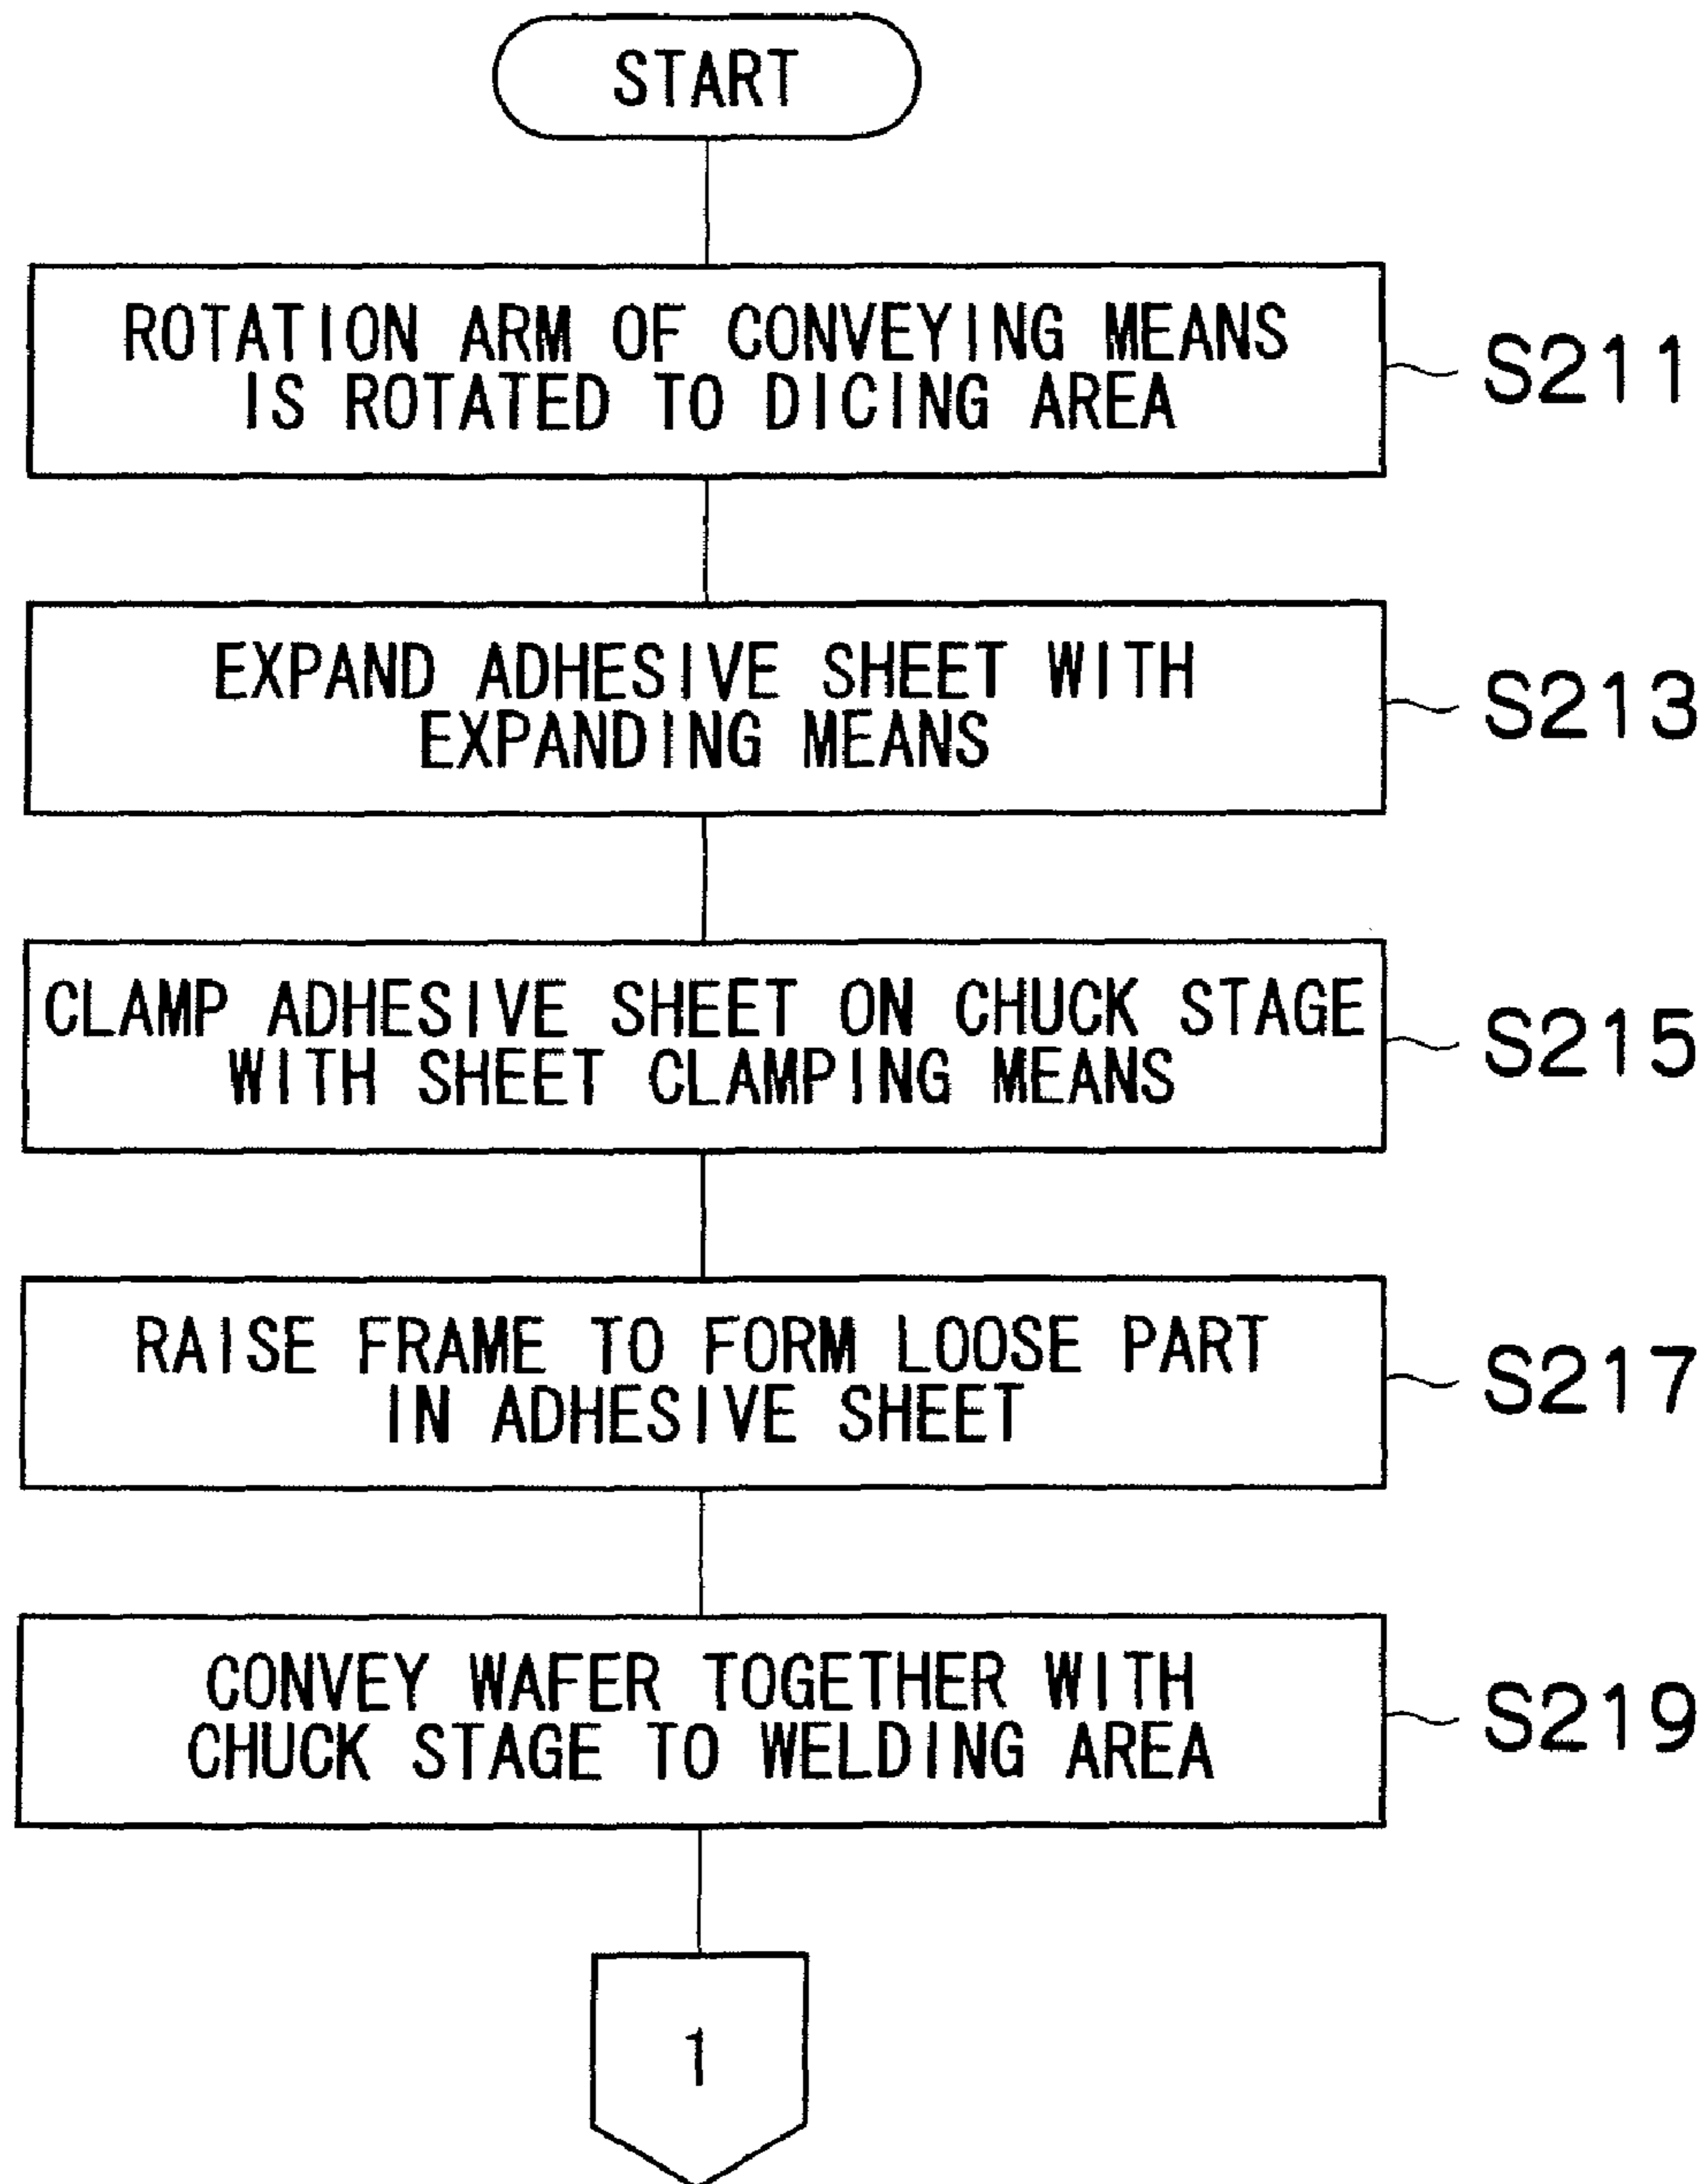 START
ROTATION ARM OF CONVEYING MEANS
IS ROTATED TO DICING AREA
S211
EXPAND ADHESIVE SHEET WITH
EXPANDING MEANS
S213
CLAMP ADHESIVE SHEET ON CHUCK STAGE
WITH SHEET CLAMPING MEANS
S215
RAISE FRAME TO FORM LOOSE PART
IN ADHESIVE SHEET
S217
CONVEY WAFER TOGETHER WITH
CHUCK STAGE TO WELDING AREA
S219
1